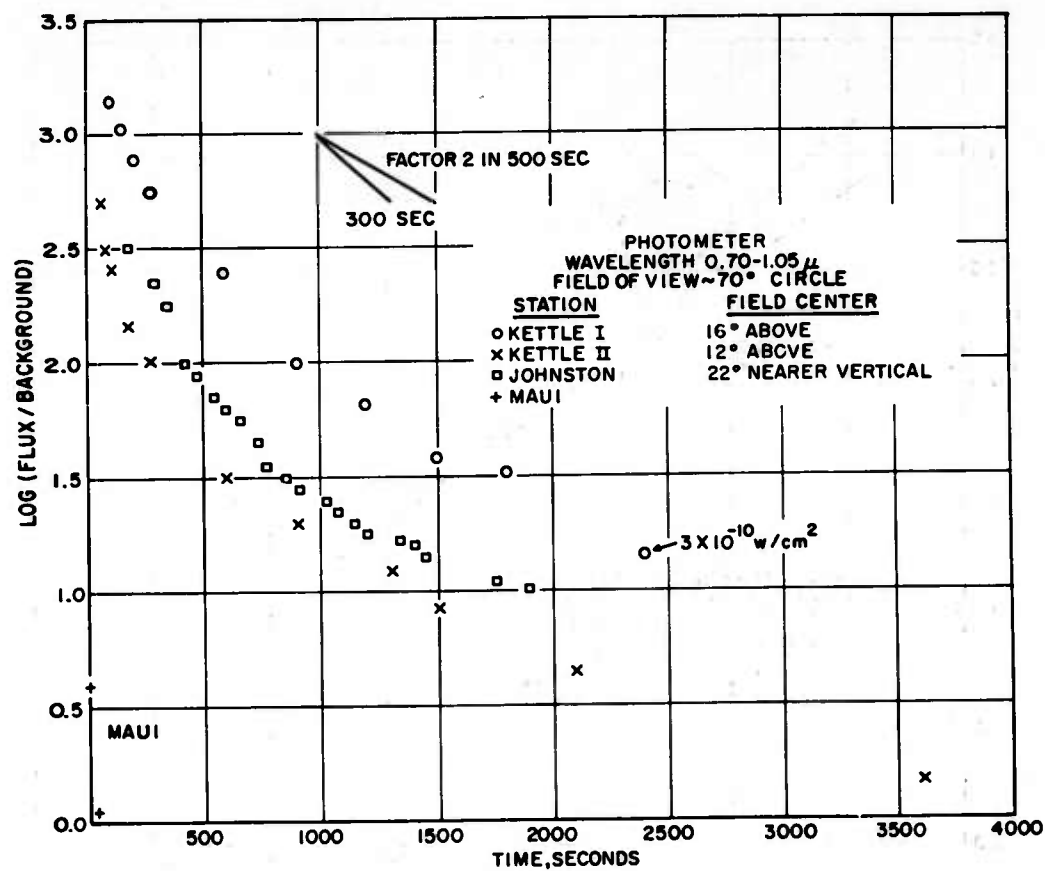 3.5
3.0
2.5
2.0
1.5
1.0
0.5
0.0
LOG (FLUX/BACKGROUND)
FACTOR 2 IN 500 SEC
300 SEC
PHOTOMETER
WAVELENGTH 0.70-1.05μ
FIELD OF VIEW~70° CIRCLE
STATION FIELD CENTER
o KETTLE I 16° ABOVE
x KETTLE II 12° ABOVE
□ JOHNSTON 22° NEARER VERTICAL
+ MAUI
3 X 10^-10 w/cm²
MAUI
500 1000 1500 2000 2500 3000 3500 4000
TIME, SECONDS